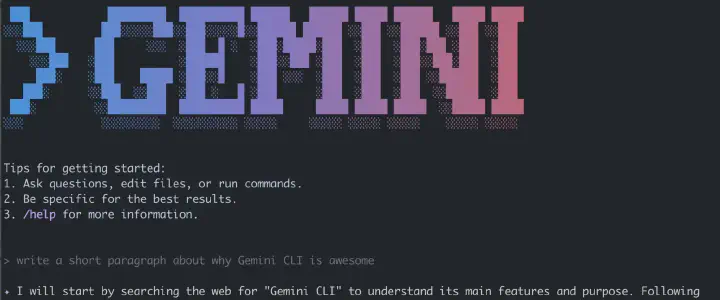 >GEMINI
Tips for getting started:
1. Ask questions, edit files, or run commands.
2. Be specific for the best results.
3. /help for more information.
> write a short paragraph about why Gemini CLI is awesome
✦ I will start by searching the web for "Gemini CLI" to understand its main features and purpose. Following